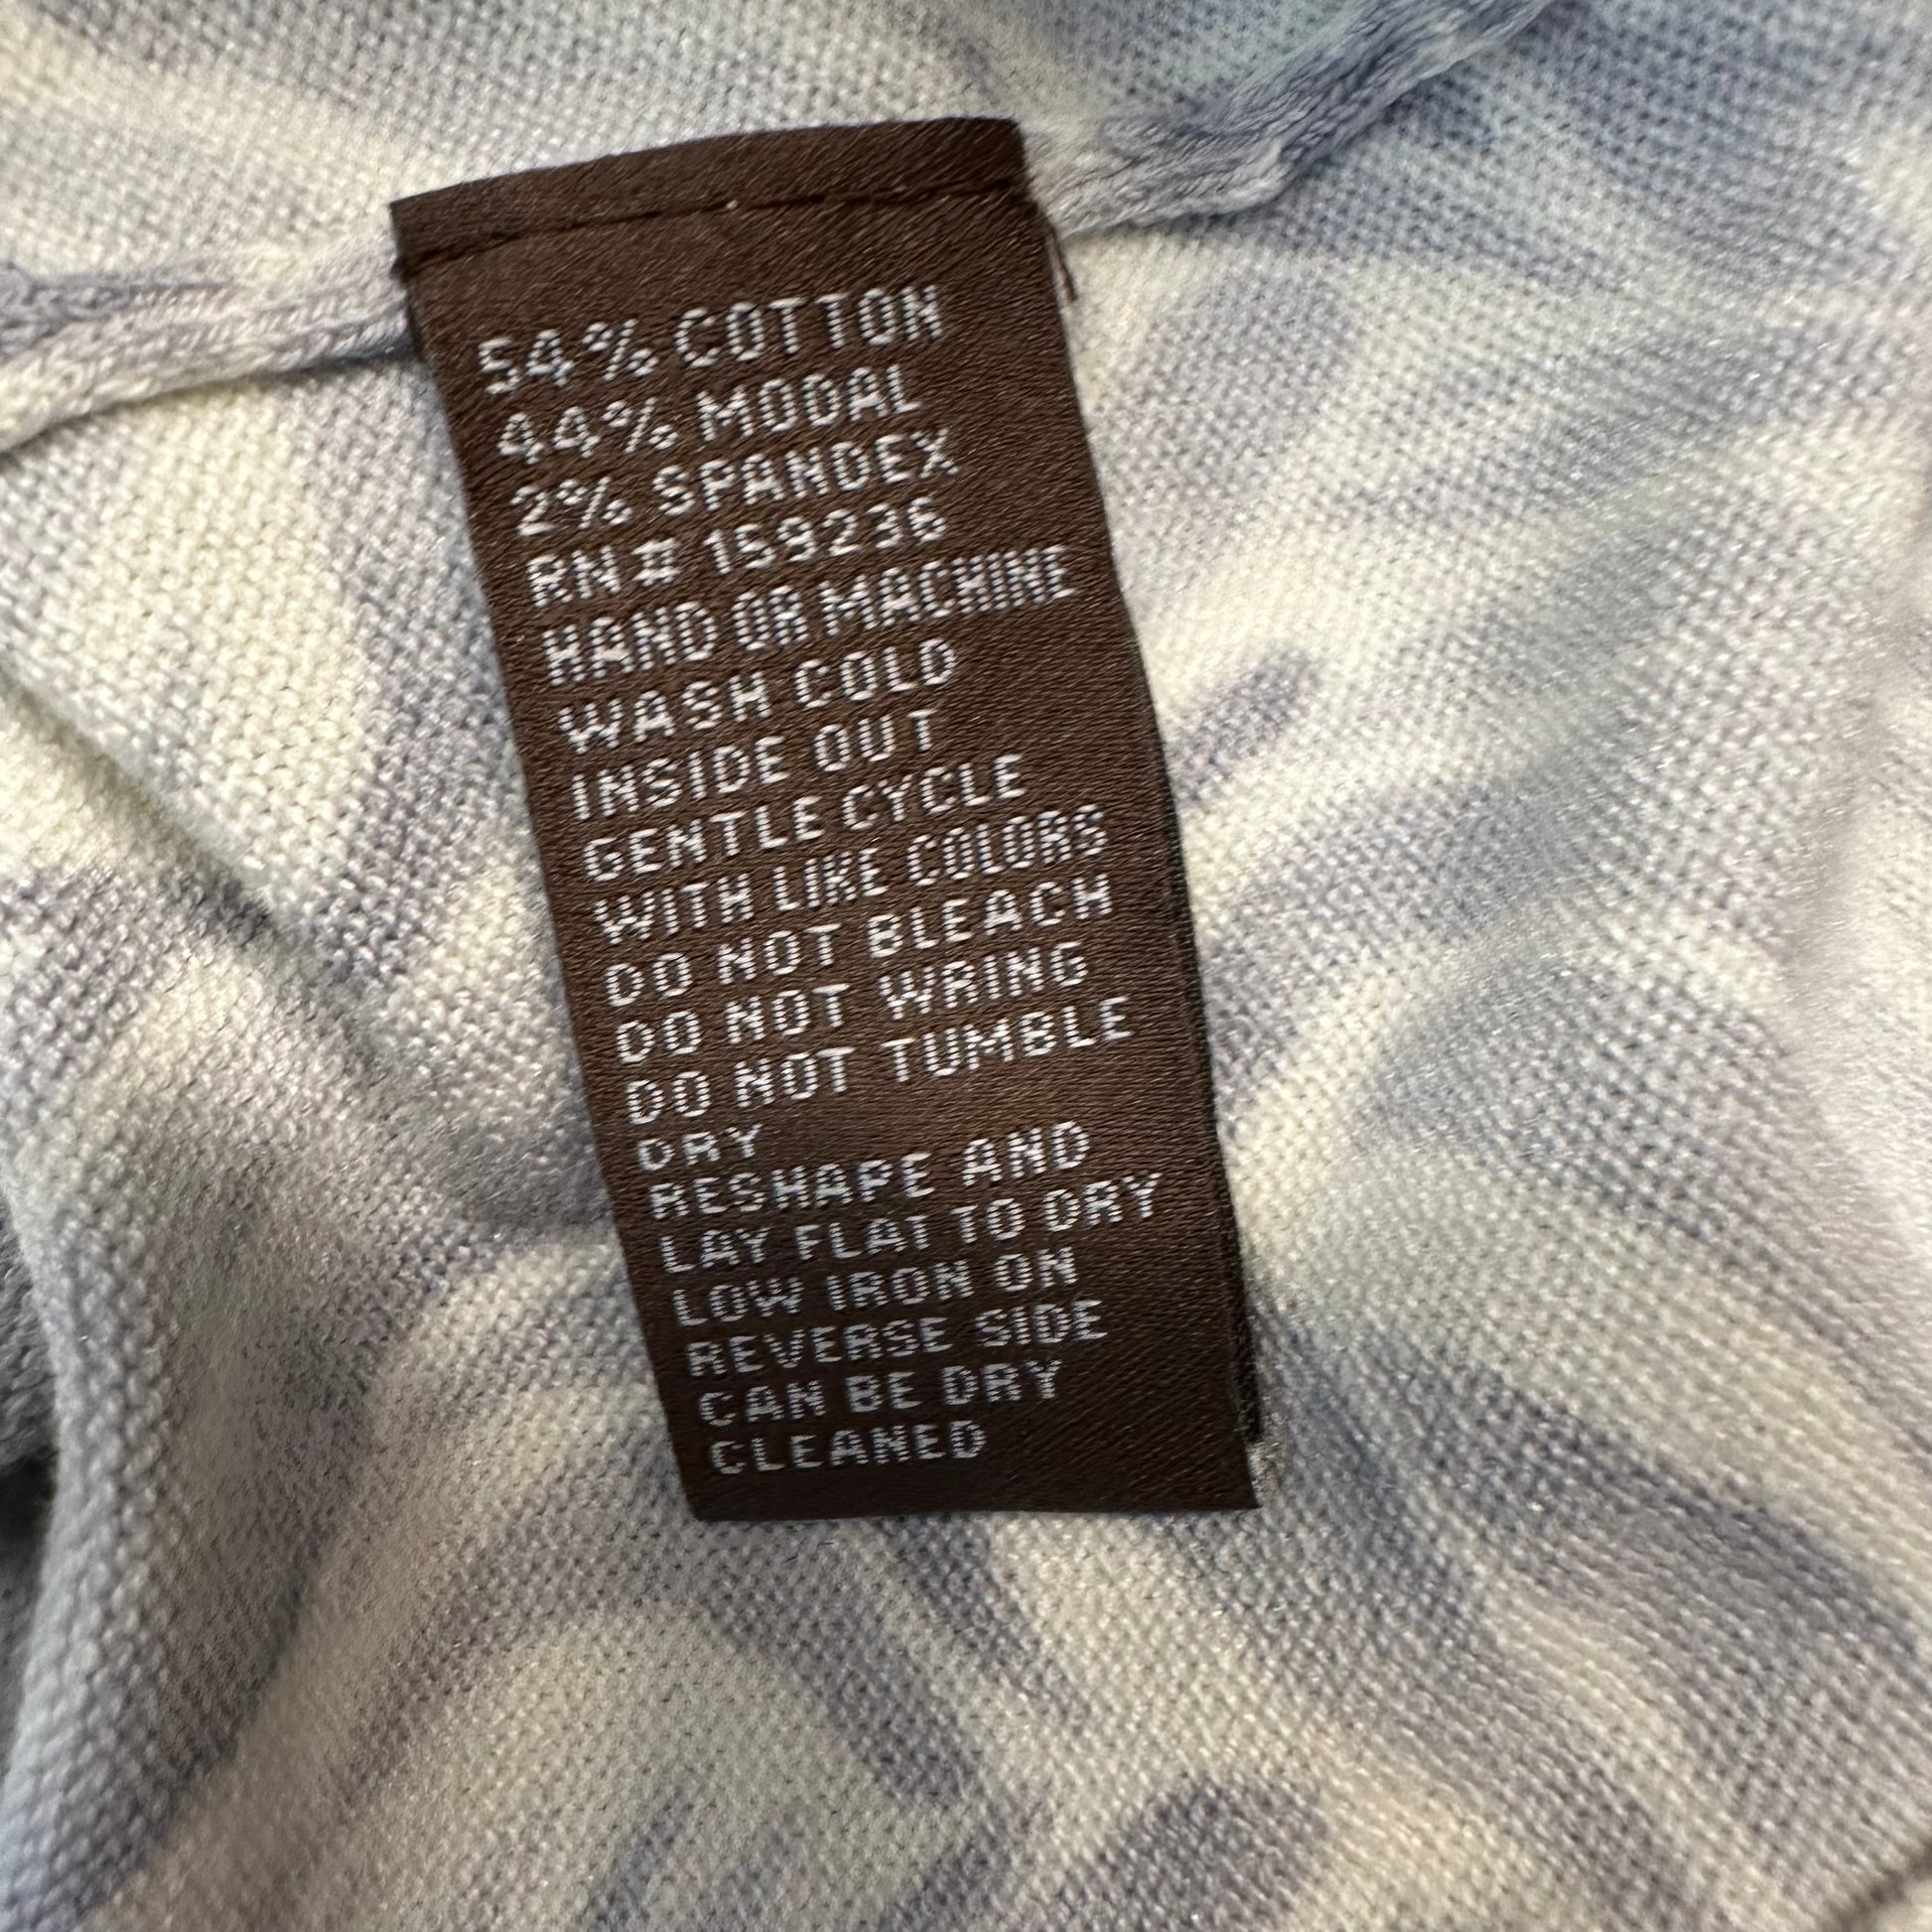 54% COTTON
44% MODAL
2% SPANDEX
RN# 159236
HAND OR MACHINE
WASH COLD
INSIDE OUT
GENTLE CYCLE
WITH LIKE COLORS
DO NOT BLEACH
DO NOT WRING
DO NOT TUMBLE
DRY
RESHAPE AND
LAY FLAT TO DRY
LOW IRON ON
REVERSE SIDE
CAN BE DRY
CLEANED